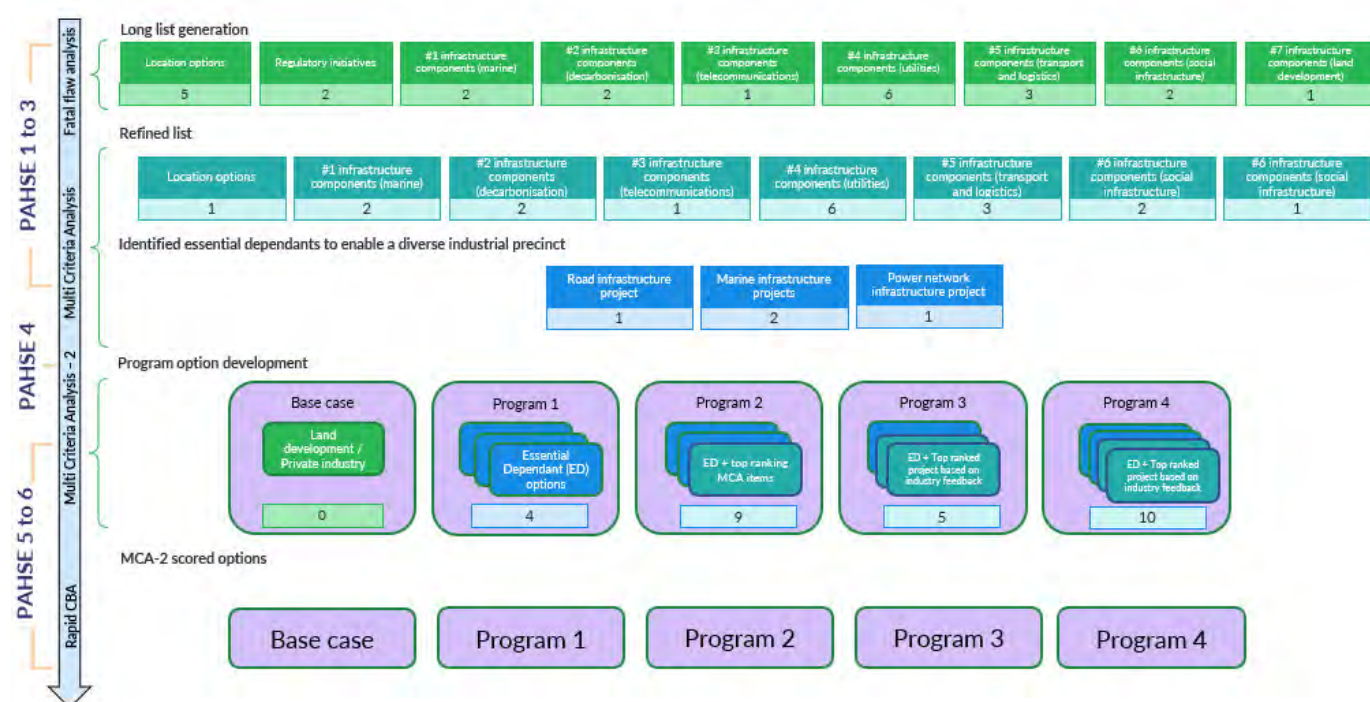 Long list generation
Location options
5
Regulatory initiatives
2
#1 infrastructure
components (marine)
2
#2 infrastructure
components
(decarbonisation)
2
#3 infrastructure
components
(telecommunications)
1
#4 infrastructure
components (utilities)
6
#5 infrastructure
components (transport
and logistics)
3
#6 infrastructure
components (social
infrastructure)
2
#7 infrastructure
components (land
development)
1
Refined list
Location options
1
#1 infrastructure
components (marine)
2
#2 infrastructure
components
(decarbonisation)
2
#3 infrastructure
components
(telecommunications)
1
#4 infrastructure
components (utilities)
6
#5 infrastructure
components (transport
and logistics)
3
#6 infrastructure
components (social
infrastructure)
2
#6 infrastructure
components (social
infrastructure)
1
Identified essential dependants to enable a diverse industrial precinct
Road infrastructure
project
1
Marine infrastructure
projects
2
Power network
infrastructure project
1
Program option development
Base case
Land
development /
Private industry
0
Program 1
Essential
Dependant (ED)
options
4
Program 2
ED + top ranking
MCA items
9
Program 3
ED + Top ranked
project based on
industry feedback
5
Program 4
ED + Top ranked
project based on
industry feedback
10
MCA-2 scored options
Base case
Program 1
Program 2
Program 3
Program 4
PAHSE 1 to 3
PAHSE 4
PAHSE 5 to 6
Fatal flaw analysis
Multi Criteria Analysis
Multi Criteria Analysis – 2
Rapid CBA